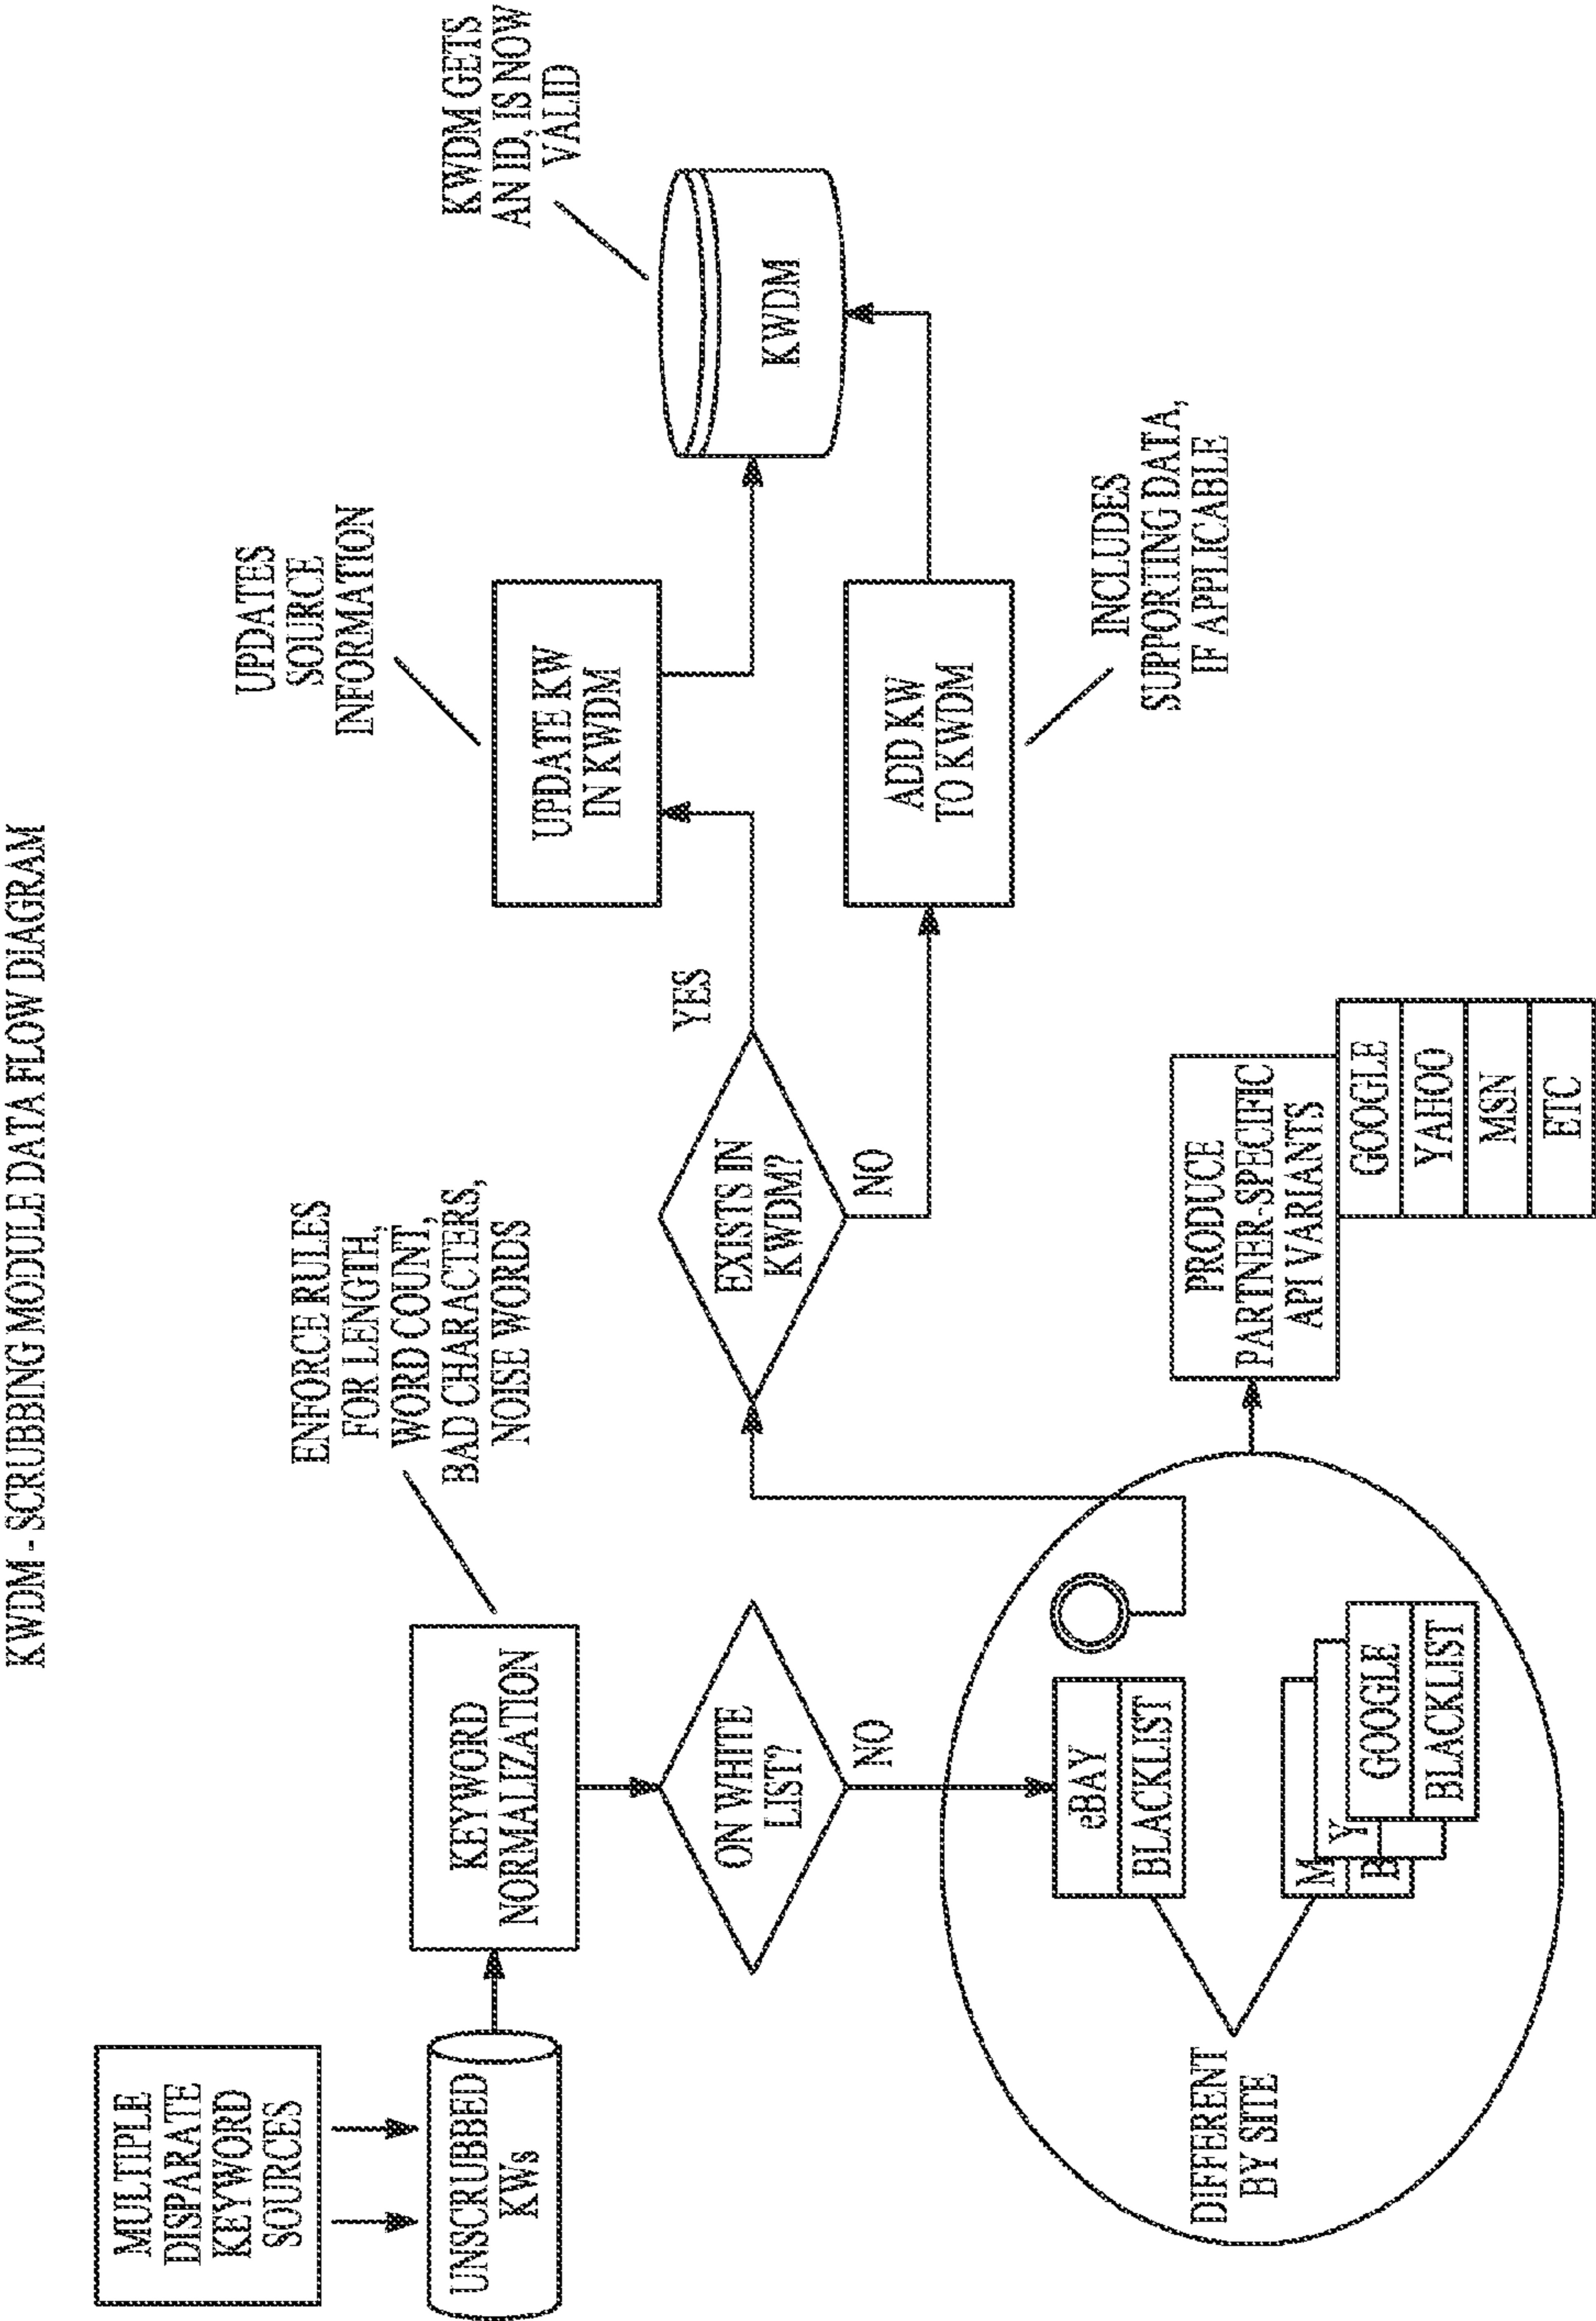 KWDM - SCRUBBING MODULE DATA FLOW DIAGRAM
MULTIPLE
DISPARATE
KEYWORD
SOURCES
UNSCRUBBED
KWs
KEYWORD
NORMALIZATION
ENFORCE RULES
FOR LENGTH,
WORD COUNT,
BAD CHARACTERS,
NOISE WORDS
ON WHITE
LIST?
NO
eBAY
BLACKLIST
M
B
Y
GOOGLE
BLACKLIST
DIFFERENT
BY SITE
PRODUCE
PARTNER-SPECIFIC
API VARIANTS
GOOGLE
YAHOO
MSN
ETC
EXISTS IN
KWDM?
YES
NO
UPDATE KW
IN KWDM
UPDATES
SOURCE
INFORMATION
ADD KW
TO KWDM
INCLUDES
SUPPORTING DATA,
IF APPLICABLE
KWDM
KWDM GETS
AN ID, IS NOW
VALID